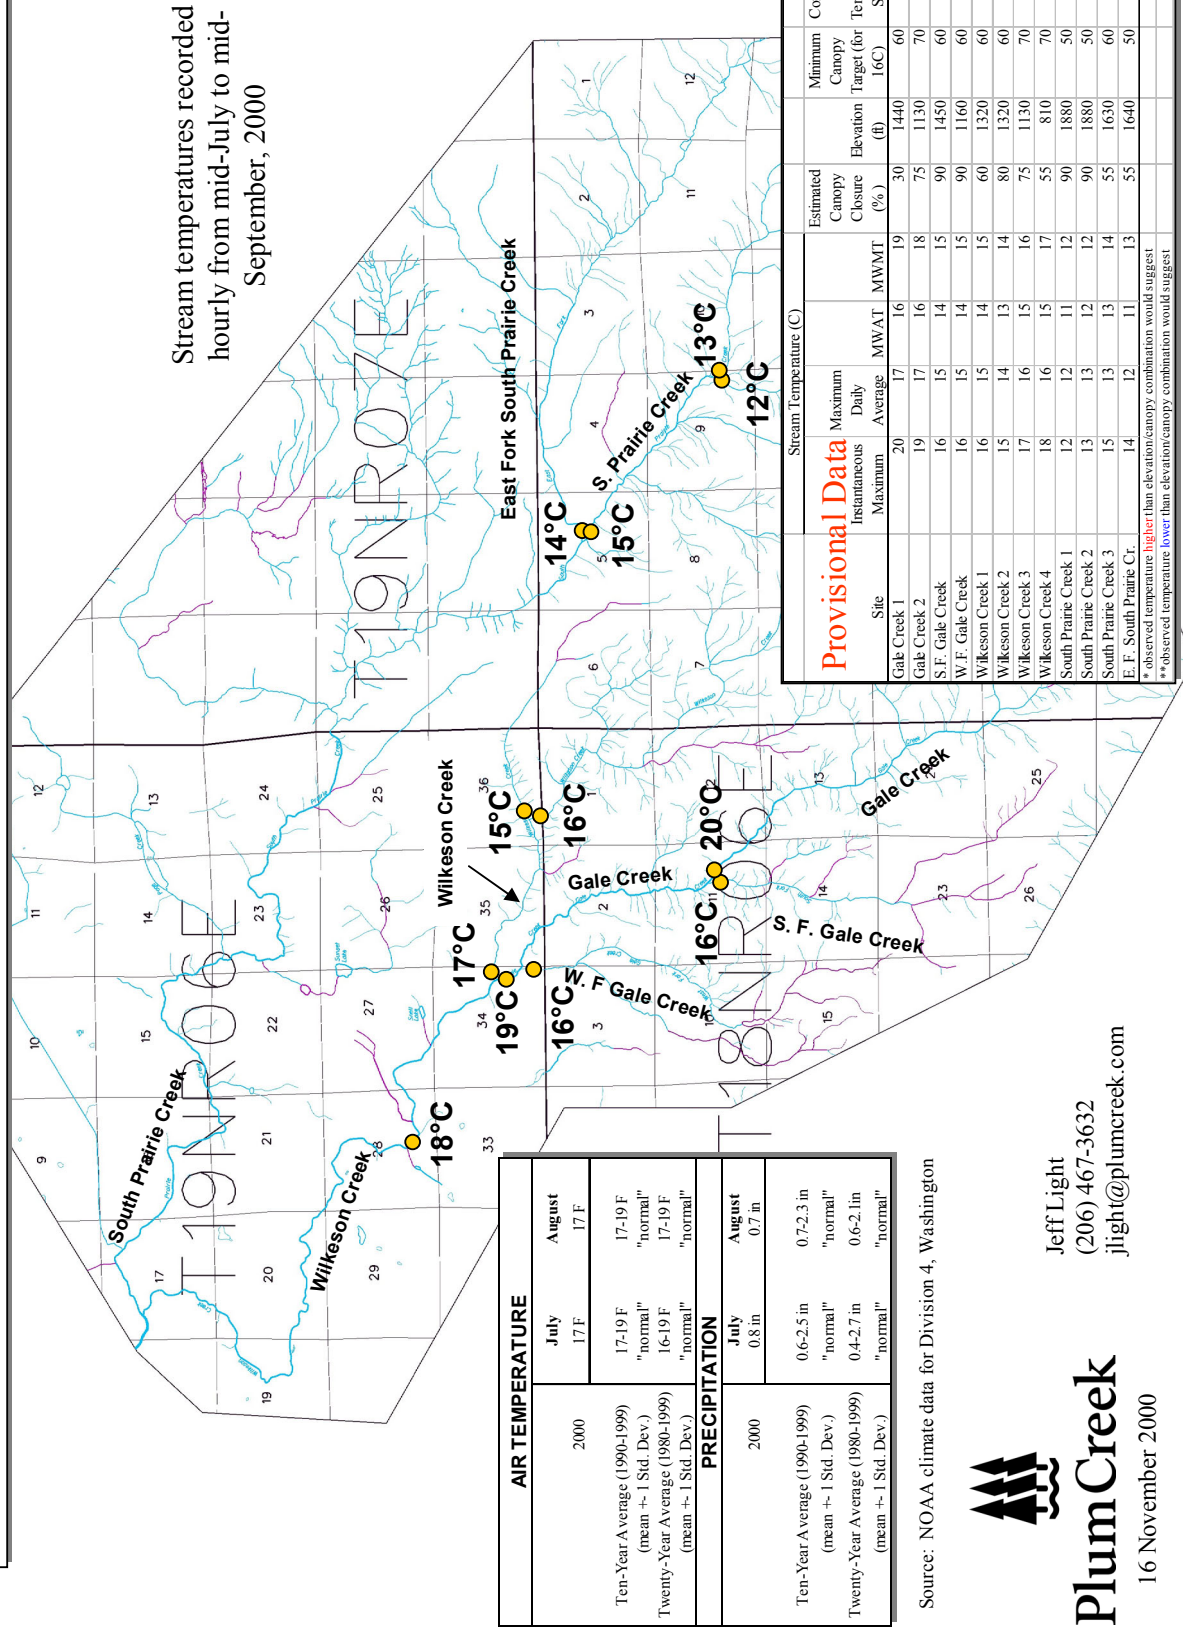 Stream temperatures recorded
hourly from mid-July to mid-
September, 2000
T19NR07E
T19NR06E
T18NR06E
East Fork South Prairie Creek
S. Prairie Creek
South Prairie Creek
Wilkeson Creek
Wilkeson Creek
Gale Creek
Gale Creek
S. F. Gale Creek
W. F Gale Creek
14°C
15°C
13°C
12°C
15°C
16°C
17°C
19°C
16°C
18°C
20°C
16°C
AIR TEMPERATURE
July August
2000 17 F 17 F
Ten-Year Average (1990-1999) 17-19 F 17-19 F
(mean +- 1 Std. Dev.) "normal" "normal"
Twenty-Year Average (1980-1999) 16-19 F 17-19 F
(mean +- 1 Std. Dev.) "normal" "normal"
PRECIPITATION
July August
2000 0.8 in 0.7 in
Ten-Year Average (1990-1999) 0.6-2.5 in 0.7-2.3 in
(mean +- 1 Std. Dev.) "normal" "normal"
Twenty-Year Average (1980-1999) 0.4-2.7 in 0.6-2.1in
(mean +- 1 Std. Dev.) "normal" "normal"
Source: NOAA climate data for Division 4, Washington
Plum Creek
16 November 2000
Jeff Light
(206) 467-3632
jlight@plumcreek.com
Provisional Data
Stream Temperature (C)
Site Instantaneous Maximum Maximum Daily Average MWAT MWMT Estimated Canopy Closure (%) Elevation (ft) Minimum Canopy Target (for 16C)
Gale Creek 1 20 17 16 19 30 1440 60
Gale Creek 2 19 17 16 18 75 1130 70
S.F. Gale Creek 16 15 14 15 90 1450 60
W.F. Gale Creek 16 15 14 15 90 1160 60
Wilkeson Creek 1 16 15 14 15 60 1320 60
Wilkeson Creek 2 15 14 13 14 80 1320 60
Wilkeson Creek 3 17 16 15 16 75 1130 70
Wilkeson Creek 4 18 16 15 17 55 810 70
South Prairie Creek 1 12 12 11 12 90 1880 50
South Prairie Creek 2 13 13 12 12 90 1880 50
South Prairie Creek 3 15 13 13 14 55 1630 60
E. F. South Prairie Cr. 14 12 11 13 55 1640 50
* observed temperature higher than elevation/canopy combination would suggest
**observed temperature lower than elevation/canopy combination would suggest